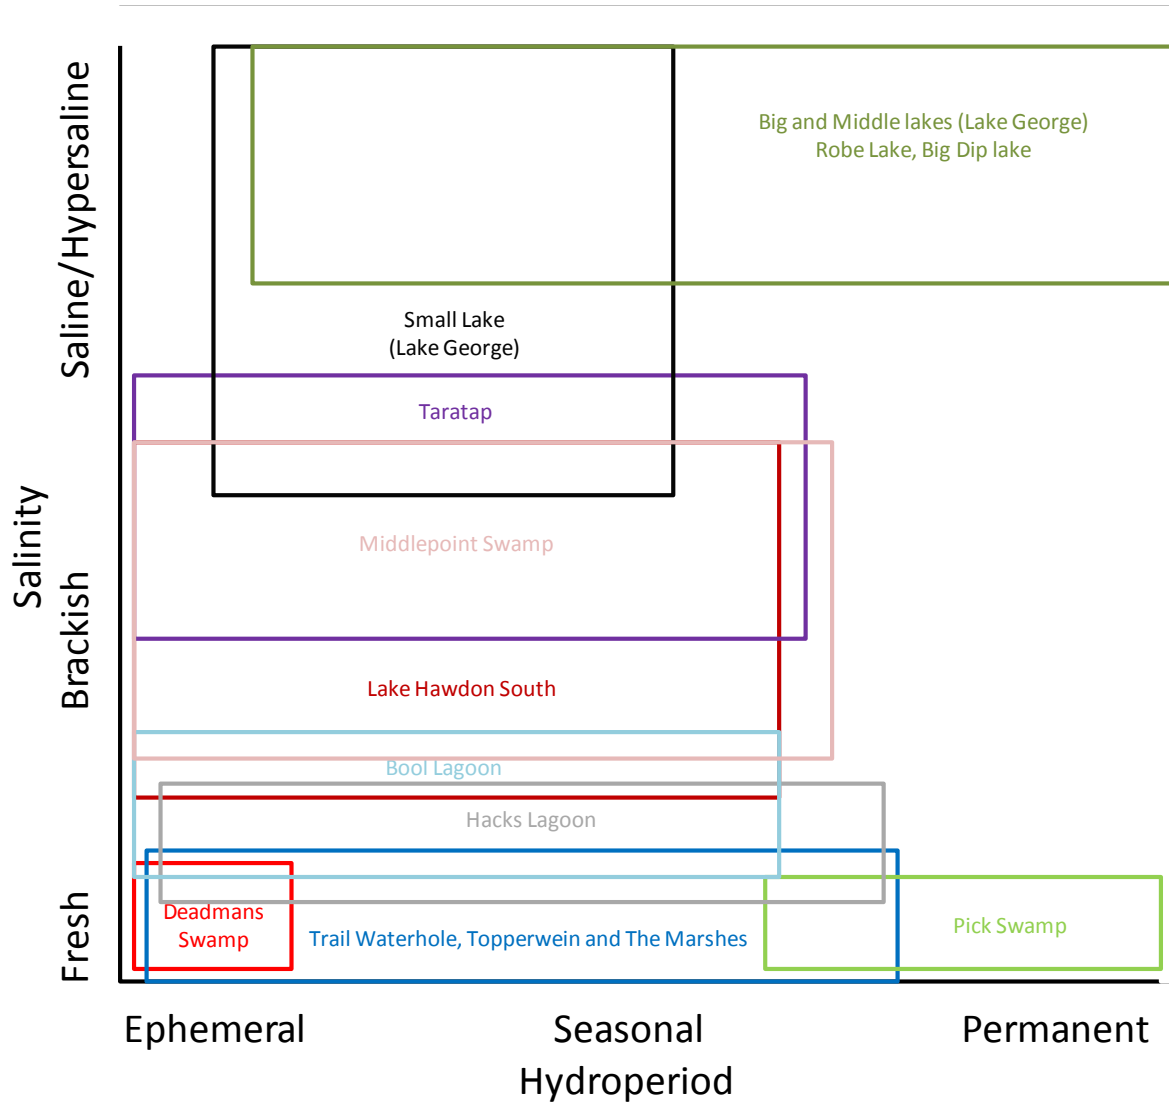 Salinity
Saline/Hypersaline
Brackish
Fresh
Big and Middle lakes (Lake George)
Robe Lake, Big Dip lake
Small Lake
(Lake George)
Taratap
Middlepoint Swamp
Lake Hawdon South
Bool Lagoon
Hacks Lagoon
Deadmans
Swamp
Trail Waterhole, Topperwein and The Marshes
Pick Swamp
Ephemeral
Seasonal
Permanent
Hydroperiod